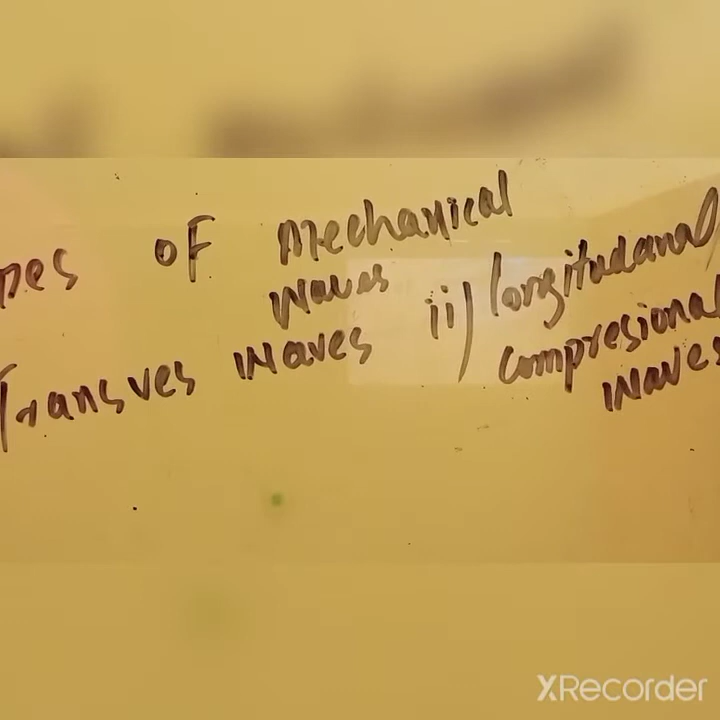 pes of Mechanical
waves
Transves waves ii) longitudanal/
compresional
waves
XRecorder